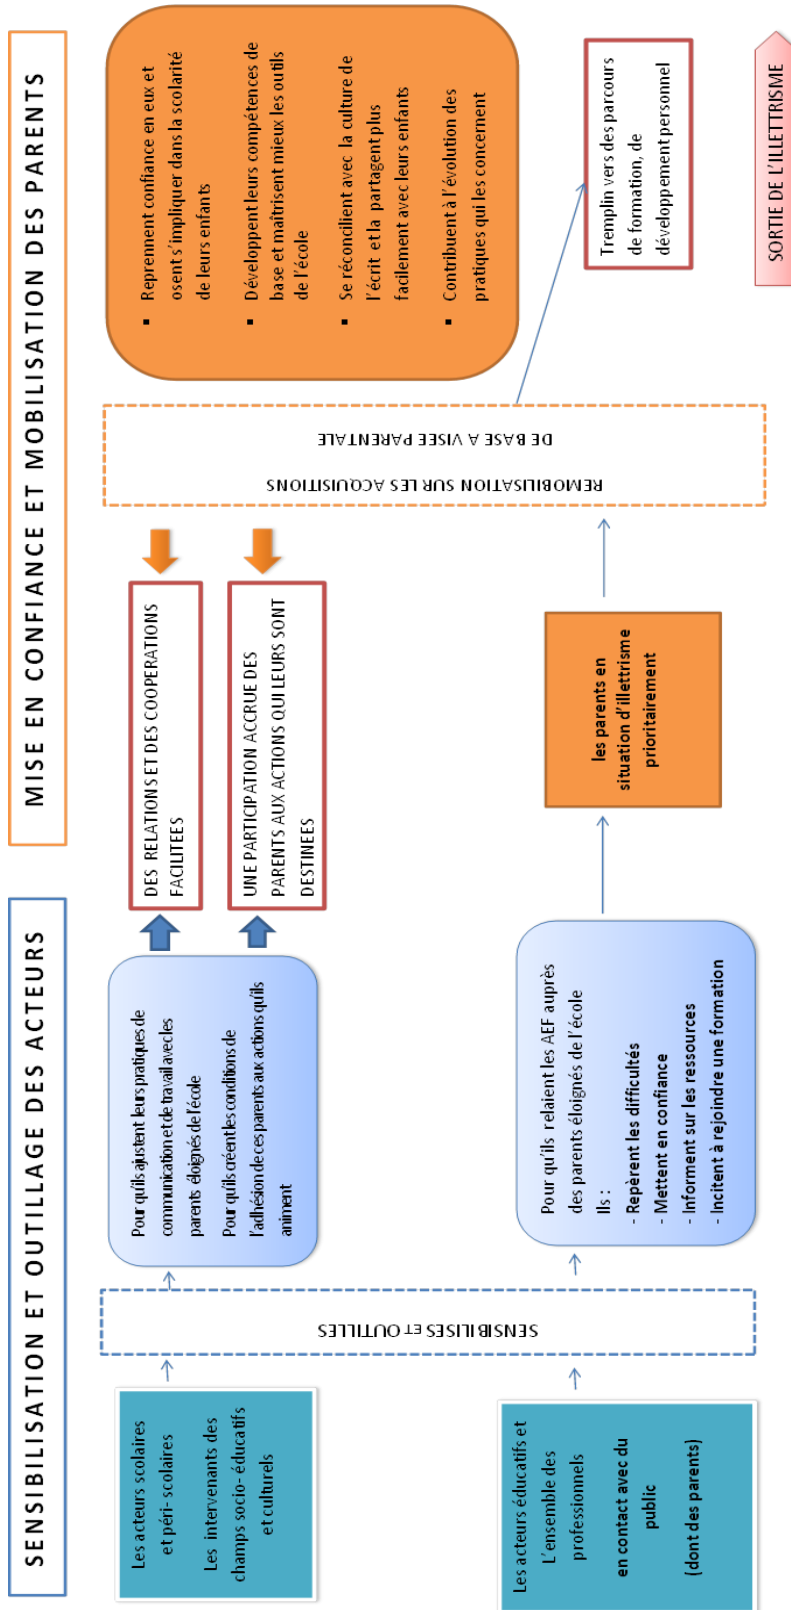 SENSIBILISATION ET OUTILLAGE DES ACTEURS
MISE EN CONFIANCE ET MOBILISATION DES PARENTS
Les acteurs scolaires
et péri- scolaires
Les intervenants des
champs socio- éducatifs
et culturels
Les acteurs éducatifs et
L'ensemble des
professionnels
en contact avec du
public
(dont des parents)
SENSIBILISES ET OUTILLES
Pour qu'ils ajustent leurs pratiques de
communication et de travail avec les
parents éloignés de l'école
Pour qu'ils créent les conditions de
l'adhésion de ces parents aux actions qu'ils
animent
Pour qu'ils relaient les AEF auprès
des parents éloignés de l'école
Ils :
- Repèrent les difficultés
- Mettent en confiance
- Informent sur les ressources
- Incitent à rejoindre une formation
DES RELATIONS ET DES COOPERATIONS
FACILITEES
UNE PARTICIPATION ACCRUE DES
PARENTS AUX ACTIONS QUI LEURS SONT
DESTINEES
les parents en
situation d'illettrisme
prioritairement
REMOBILISATION SUR LES ACQUISITIONS
DE BASE A VISEE PARENTALE
▪ Reprennent confiance en eux et
osent s'impliquer dans la scolarité
de leurs enfants
▪ Développent leurs compétences de
base et maîtrisent mieux les outils
de l'école
▪ Se réconcilient avec la culture de
l'écrit et la partagent plus
facilement avec leurs enfants
▪ Contribuent à l'évolution des
pratiques qui les concernent
Tremplin vers des parcours
de formation, de
développement personnel
SORTIE DE L'ILLETTRISME